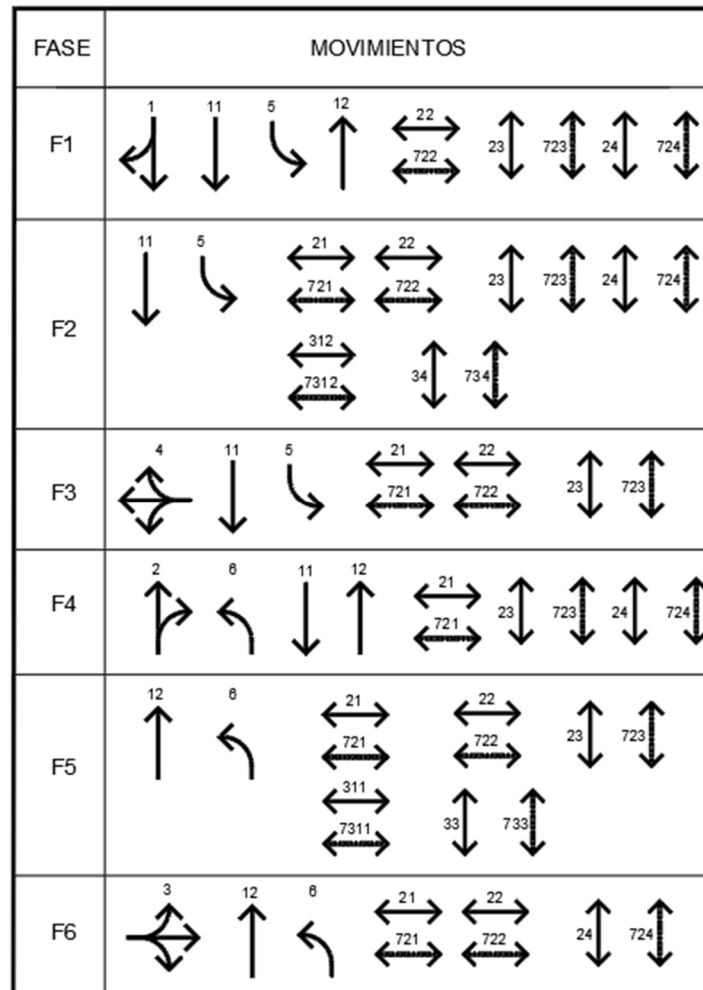 FASE MOVIMIENTOS
F1 1 11 5 12 22 722 23 723 24 724
F2 11 5 21 22 721 722 23 723 24 724
312 7312 34 734
F3 4 11 5 21 22 721 722 23 723
F4 2 6 11 12 21 721 23 723 24 724
F5 12 6 21 22 721 722 23 723
311 7311 33 733
F6 3 12 6 21 22 721 722 24 724